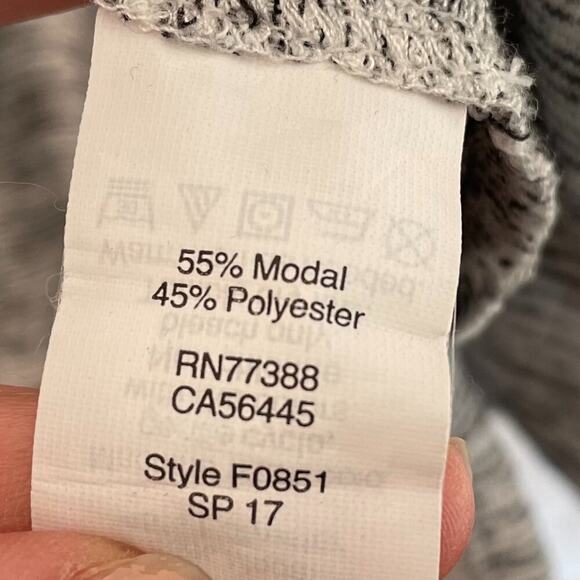 55% Modal
45% Polyester
RN77388
CA56445
Style F0851
SP 17